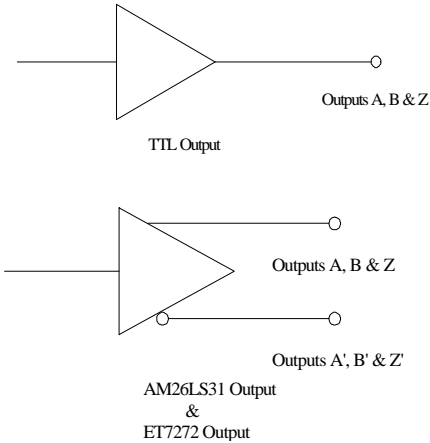 Outputs A, B & Z
TTL Output
Outputs A, B & Z
Outputs A', B' & Z'
AM26LS31 Output
&
ET7272 Output